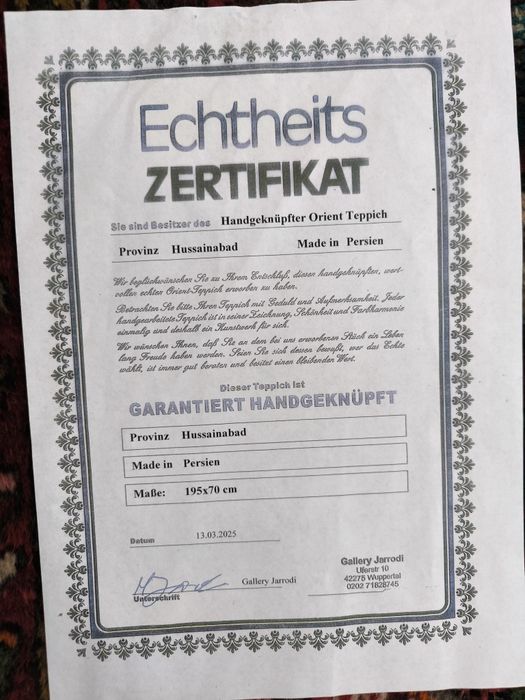 Echtheits
ZERTIFIKAT
Sie sind Besitzer des Handgeknüpfter Orient Teppich
Provinz Hussainabad Made in Persien
Wir beglückwünschen Sie zu Ihrem Entschluß, diesen handgeknüpften, wert-
vollen echten Orient-Teppich erworben zu haben.
Betrachten Sie bitte Ihren Teppich mit Geduld und Aufmerksamkeit. Jeder
handgearbeitete Teppich ist in seiner Zeichnung, Schönheit und Farbharmonie
einmalig und deshalb ein Kunstwerk für sich.
Wir wünschen Ihnen, daß Sie an dem bei uns erworbenen Stück ein Leben
lang Freude haben werden. Seien Sie sich dessen bewußt, wer das Echte
wählt, ist immer gut beraten und besitzt einen bleibenden Wert.
Dieser Teppich ist
GARANTIERT HANDGEKNÜPFT
Provinz Hussainabad
Made in Persien
Maße: 195x70 cm
Datum 13.03.2025
Gallery Jarrodi
Unterschrift
Gallery Jarrodi
Uferstr 10
42275 Wuppertal
0202 71628745